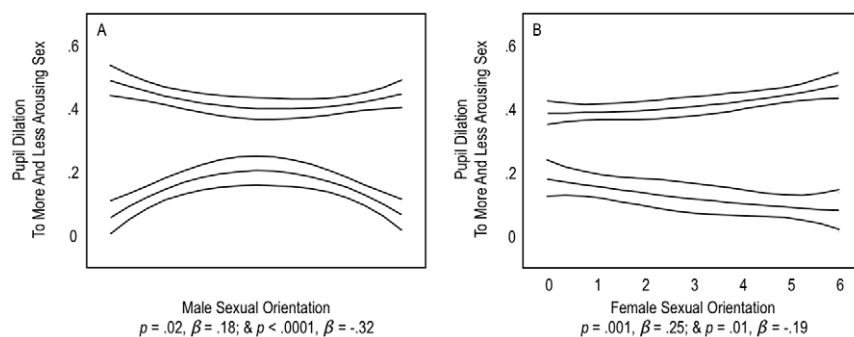 A
.6
.4
.2
0
Pupil Dilation
To More And Less Arousing Sex
Male Sexual Orientation
p = .02, β = .18; & p < .0001, β = -.32
B
.6
.4
.2
0
Pupil Dilation
To More And Less Arousing Sex
0 1 2 3 4 5 6
Female Sexual Orientation
p = .001, β = .25; & p = .01, β = -.19